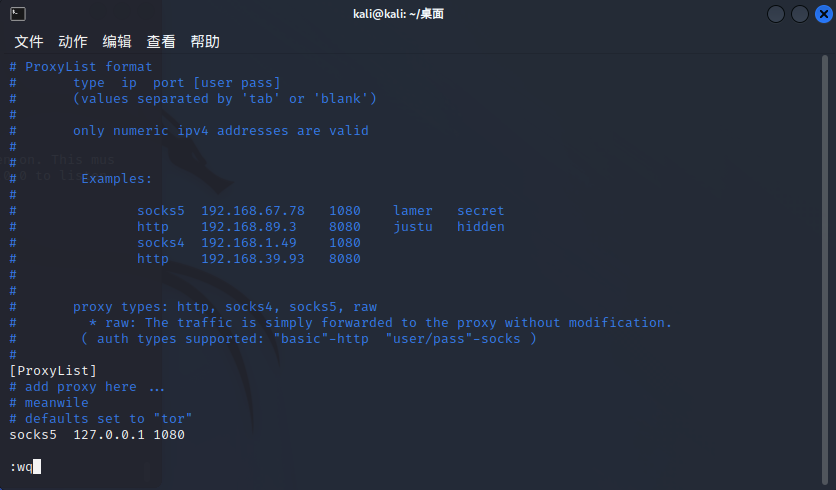 kali@kali: ~/桌面
文件 动作 编辑 查看 帮助
# ProxyList format
#       type  ip  port [user pass]
#       (values separated by 'tab' or 'blank')
#
#       only numeric ipv4 addresses are valid
#
#
#        Examples:
#
#               socks5  192.168.67.78   1080    lamer   secret
#               http    192.168.89.3    8080    justu   hidden
#               socks4  192.168.1.49    1080
#               http    192.168.39.93   8080
#
#
#       proxy types: http, socks4, socks5, raw
#         * raw: The traffic is simply forwarded to the proxy without modification.
#        ( auth types supported: "basic"-http  "user/pass"-socks )
#
[ProxyList]
# add proxy here ...
# meanwile
# defaults set to "tor"
socks5  127.0.0.1 1080
:wq